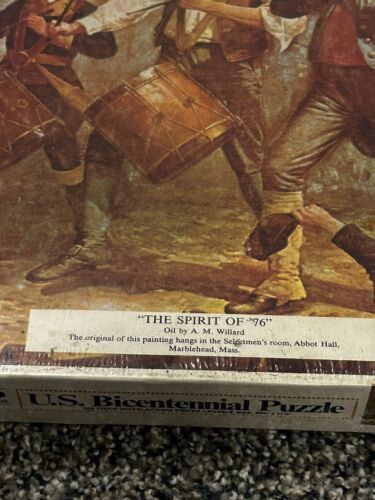 "THE SPIRIT OF '76"
Oil by A. M. Willard
The original of this painting hangs in the Selectmen's room, Abbot Hall,
Marblehead, Mass.
U.S. Bicentennial Puzzle